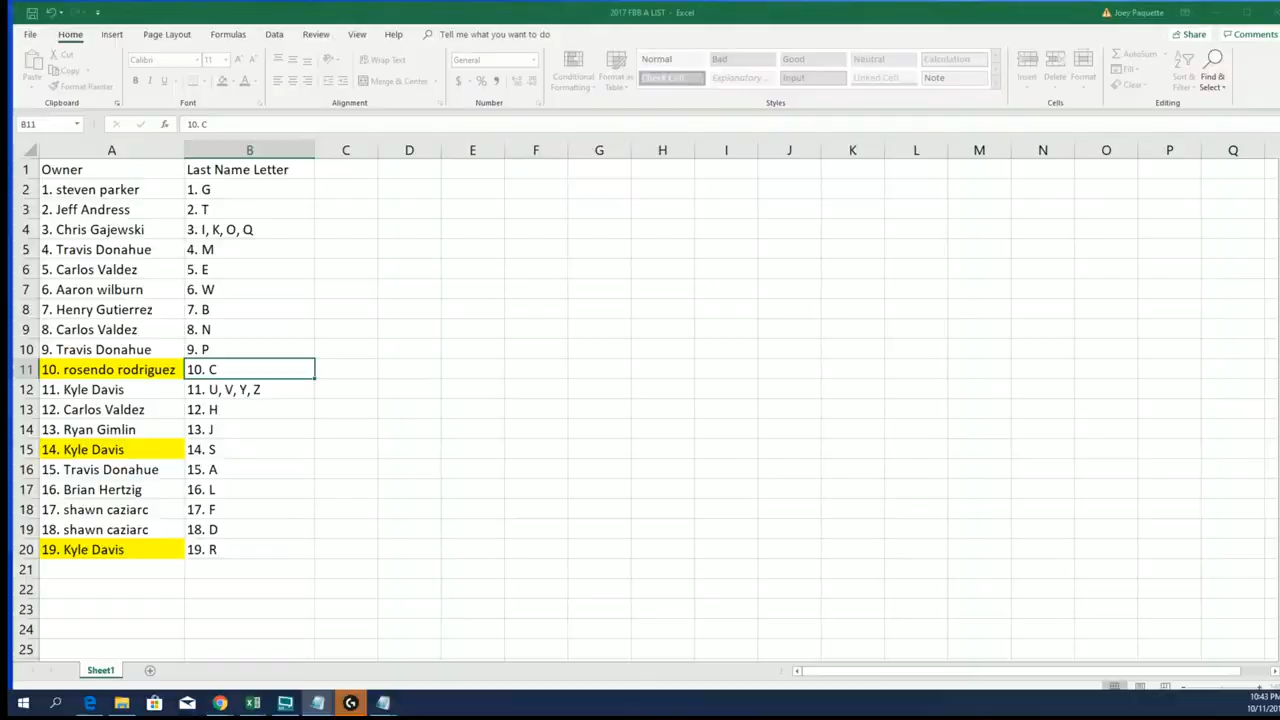 2017 FBB A LIST - Excel
Joey Paquette
File Home Insert Page Layout Formulas Data Review View Help Tell me what you want to do
Share Comments
Paste
Cut
Copy
Format Painter
Clipboard
Calibri 11
B I U
Font
Wrap Text
Merge & Center
Alignment
General
$ % ,
Number
Conditional Formatting
Format as Table
Normal Bad Good Neutral Calculation
Check Cell Explanatory ... Input Linked Cell Note
Styles
Insert Delete Format
Cells
AutoSum
Fill
Clear
Sort & Filter
Find & Select
Editing
B11 fx 10. C
A B C D E F G H I J K L M N O P Q
1 Owner Last Name Letter
2 1. steven parker 1. G
3 2. Jeff Andress 2. T
4 3. Chris Gajewski 3. I, K, O, Q
5 4. Travis Donahue 4. M
6 5. Carlos Valdez 5. E
7 6. Aaron wilburn 6. W
8 7. Henry Gutierrez 7. B
9 8. Carlos Valdez 8. N
10 9. Travis Donahue 9. P
11 10. rosendo rodriguez 10. C
12 11. Kyle Davis 11. U, V, Y, Z
13 12. Carlos Valdez 12. H
14 13. Ryan Gimlin 13. J
15 14. Kyle Davis 14. S
16 15. Travis Donahue 15. A
17 16. Brian Hertzig 16. L
18 17. shawn caziarc 17. F
19 18. shawn caziarc 18. D
20 19. Kyle Davis 19. R
21
22
23
24
25
Sheet1
10:43 PM
10/11/201